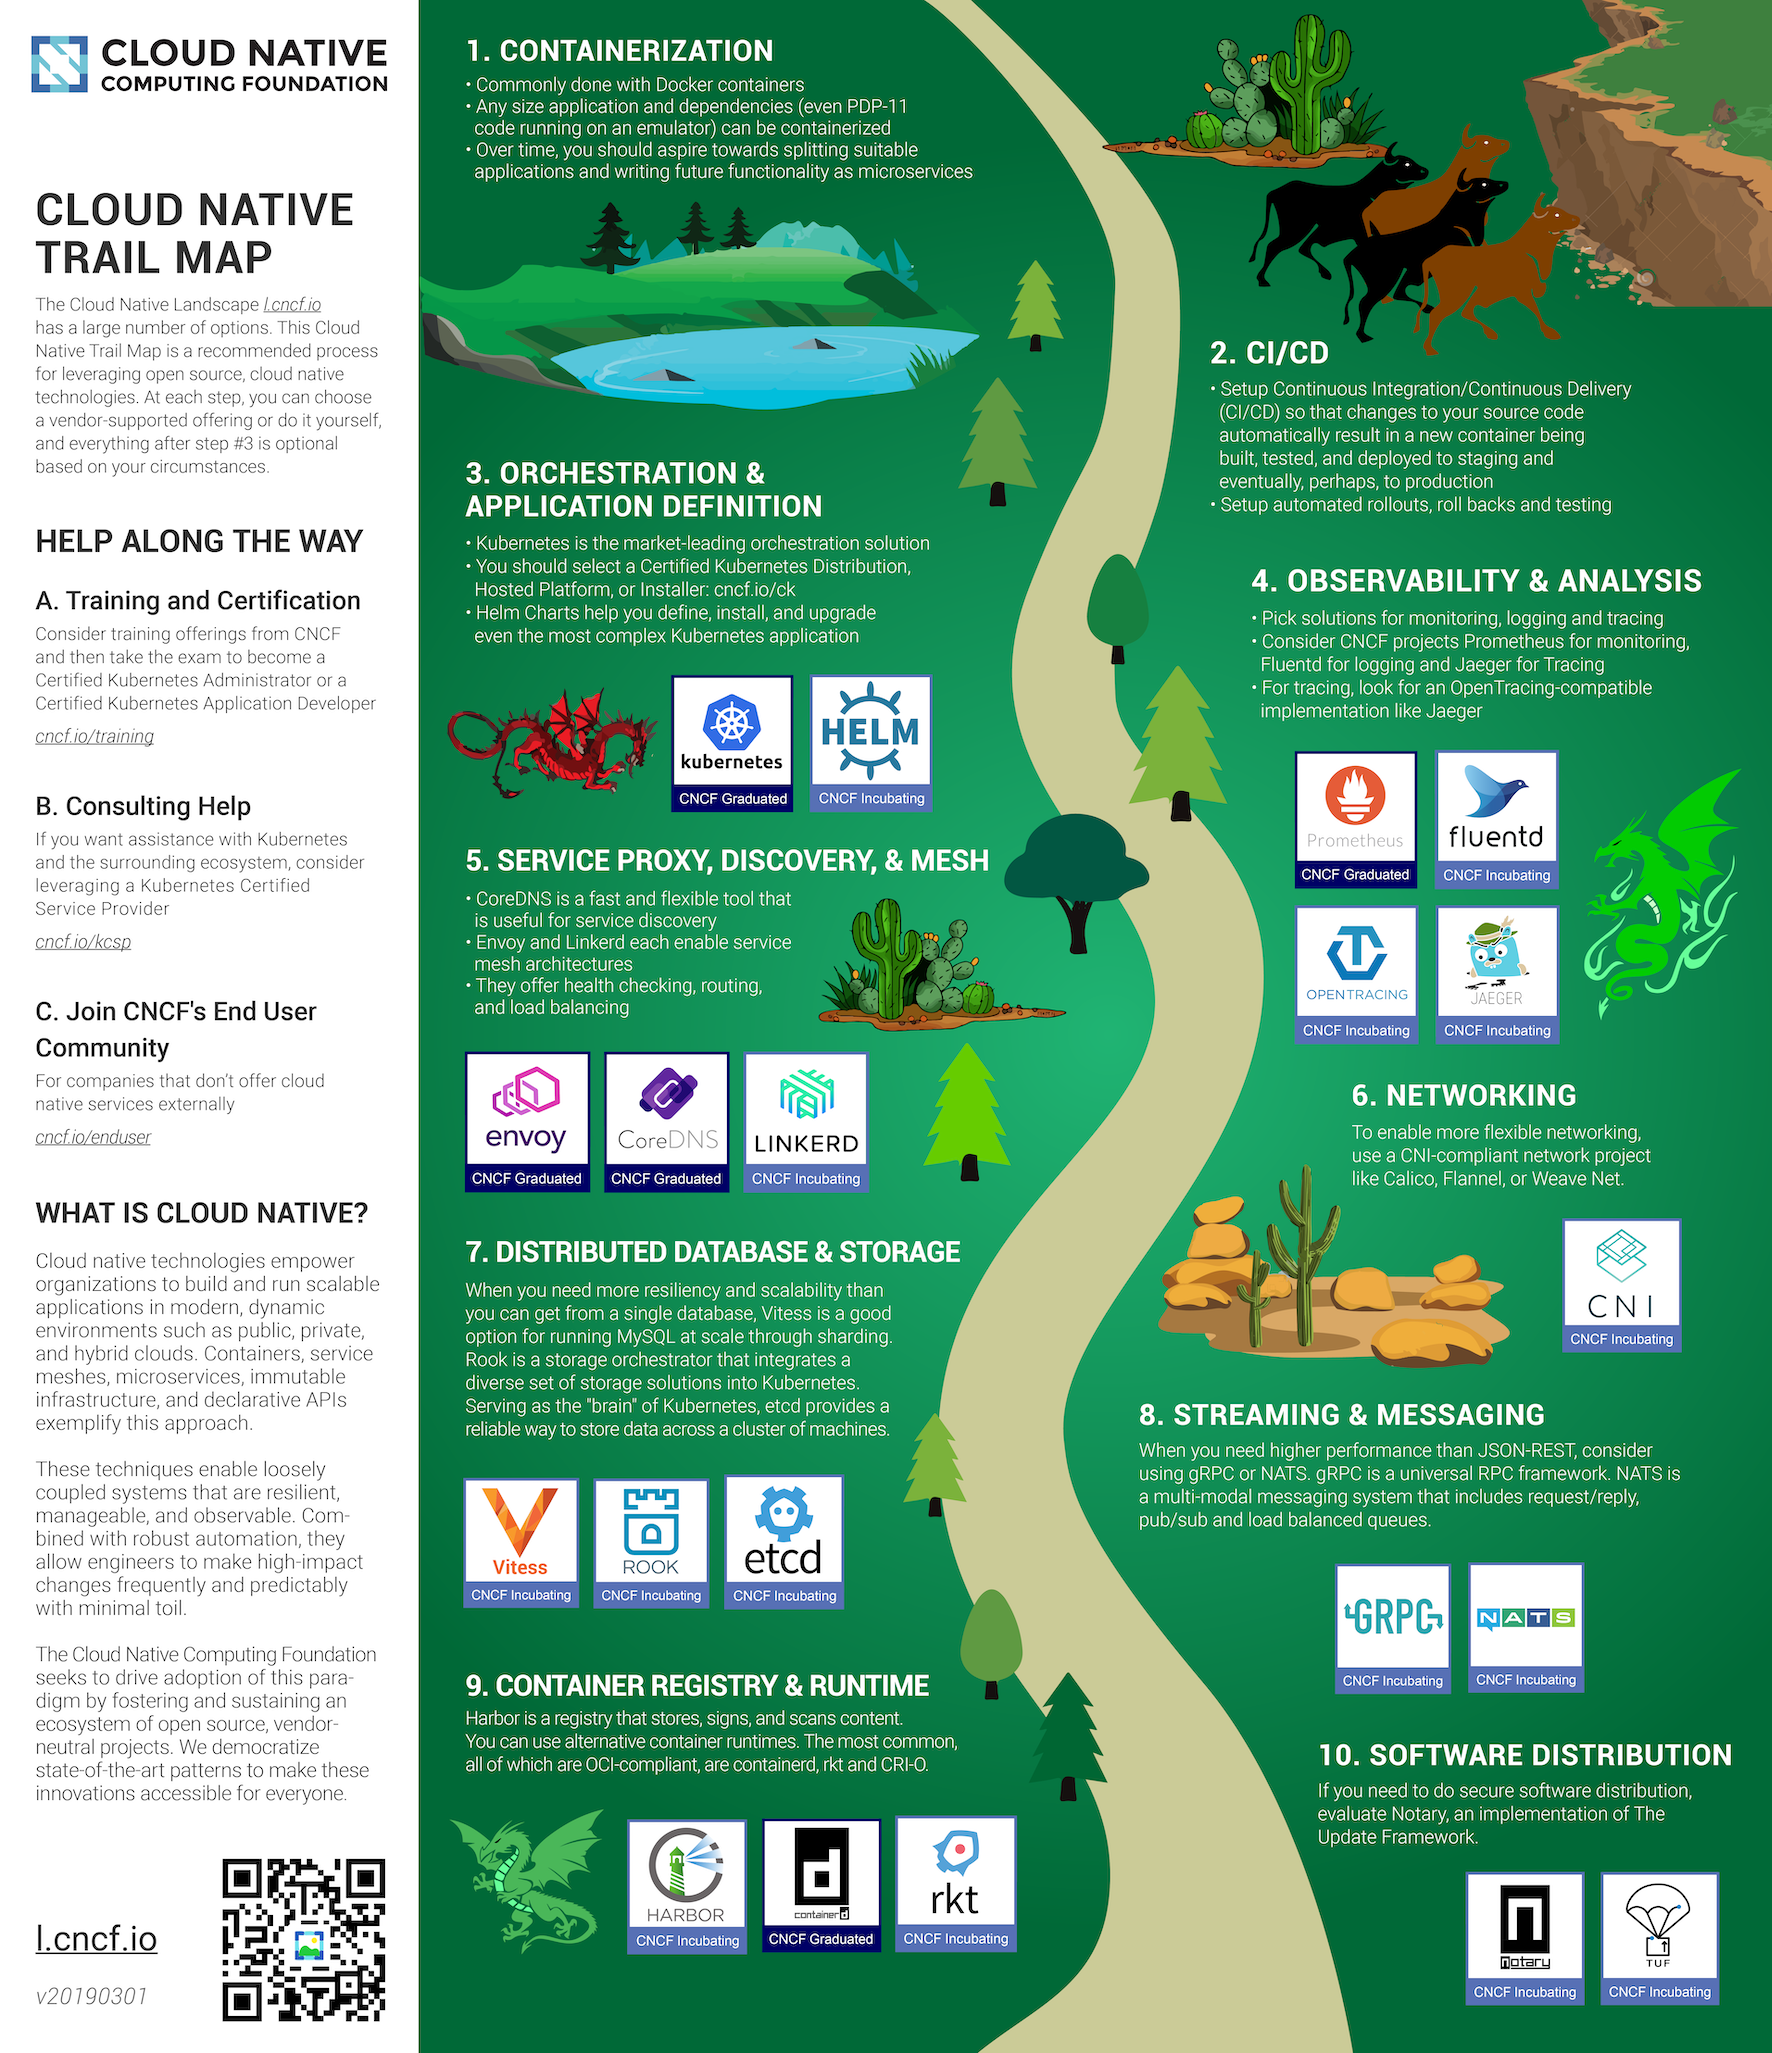 CLOUD NATIVE
COMPUTING FOUNDATION
CLOUD NATIVE
TRAIL MAP
The Cloud Native Landscape l.cncf.io
has a large number of options. This Cloud
Native Trail Map is a recommended process
for leveraging open source, cloud native
technologies. At each step, you can choose
a vendor-supported offering or do it yourself,
and everything after step #3 is optional
based on your circumstances.
HELP ALONG THE WAY
A. Training and Certification
Consider training offerings from CNCF
and then take the exam to become a
Certified Kubernetes Administrator or a
Certified Kubernetes Application Developer
cncf.io/training
B. Consulting Help
If you want assistance with Kubernetes
and the surrounding ecosystem, consider
leveraging a Kubernetes Certified
Service Provider
cncf.io/kcsp
C. Join CNCF's End User
Community
For companies that don't offer cloud
native services externally
cncf.io/enduser
WHAT IS CLOUD NATIVE?
Cloud native technologies empower
organizations to build and run scalable
applications in modern, dynamic
environments such as public, private,
and hybrid clouds. Containers, service
meshes, microservices, immutable
infrastructure, and declarative APIs
exemplify this approach.
These techniques enable loosely
coupled systems that are resilient,
manageable, and observable. Com-
bined with robust automation, they
allow engineers to make high-impact
changes frequently and predictably
with minimal toil.
The Cloud Native Computing Foundation
seeks to drive adoption of this para-
digm by fostering and sustaining an
ecosystem of open source, vendor-
neutral projects. We democratize
state-of-the-art patterns to make these
innovations accessible for everyone.
l.cncf.io
v20190301
1. CONTAINERIZATION
• Commonly done with Docker containers
• Any size application and dependencies (even PDP-11
code running on an emulator) can be containerized
• Over time, you should aspire towards splitting suitable
applications and writing future functionality as microservices
2. CI/CD
• Setup Continuous Integration/Continuous Delivery
(CI/CD) so that changes to your source code
automatically result in a new container being
built, tested, and deployed to staging and
eventually, perhaps, to production
• Setup automated rollouts, roll backs and testing
3. ORCHESTRATION &
APPLICATION DEFINITION
• Kubernetes is the market-leading orchestration solution
• You should select a Certified Kubernetes Distribution,
Hosted Platform, or Installer: cncf.io/ck
• Helm Charts help you define, install, and upgrade
even the most complex Kubernetes application
kubernetes
CNCF Graduated
HELM
CNCF Incubating
4. OBSERVABILITY & ANALYSIS
• Pick solutions for monitoring, logging and tracing
• Consider CNCF projects Prometheus for monitoring,
Fluentd for logging and Jaeger for Tracing
• For tracing, look for an OpenTracing-compatible
implementation like Jaeger
Prometheus
CNCF Graduated
fluentd
CNCF Incubating
OPENTRACING
CNCF Incubating
JAEGER
CNCF Incubating
5. SERVICE PROXY, DISCOVERY, & MESH
• CoreDNS is a fast and flexible tool that
is useful for service discovery
• Envoy and Linkerd each enable service
mesh architectures
• They offer health checking, routing,
and load balancing
envoy
CNCF Graduated
CoreDNS
CNCF Graduated
LINKERD
CNCF Incubating
6. NETWORKING
To enable more flexible networking,
use a CNI-compliant network project
like Calico, Flannel, or Weave Net.
CNI
CNCF Incubating
7. DISTRIBUTED DATABASE & STORAGE
When you need more resiliency and scalability than
you can get from a single database, Vitess is a good
option for running MySQL at scale through sharding.
Rook is a storage orchestrator that integrates a
diverse set of storage solutions into Kubernetes.
Serving as the "brain" of Kubernetes, etcd provides a
reliable way to store data across a cluster of machines.
Vitess
CNCF Incubating
ROOK
CNCF Incubating
etcd
CNCF Incubating
8. STREAMING & MESSAGING
When you need higher performance than JSON-REST, consider
using gRPC or NATS. gRPC is a universal RPC framework. NATS is
a multi-modal messaging system that includes request/reply,
pub/sub and load balanced queues.
GRPC
CNCF Incubating
NATS
CNCF Incubating
9. CONTAINER REGISTRY & RUNTIME
Harbor is a registry that stores, signs, and scans content.
You can use alternative container runtimes. The most common,
all of which are OCI-compliant, are containerd, rkt and CRI-O.
HARBOR
CNCF Incubating
containerd
CNCF Graduated
rkt
CNCF Incubating
10. SOFTWARE DISTRIBUTION
If you need to do secure software distribution,
evaluate Notary, an implementation of The
Update Framework.
notary
CNCF Incubating
TUF
CNCF Incubating